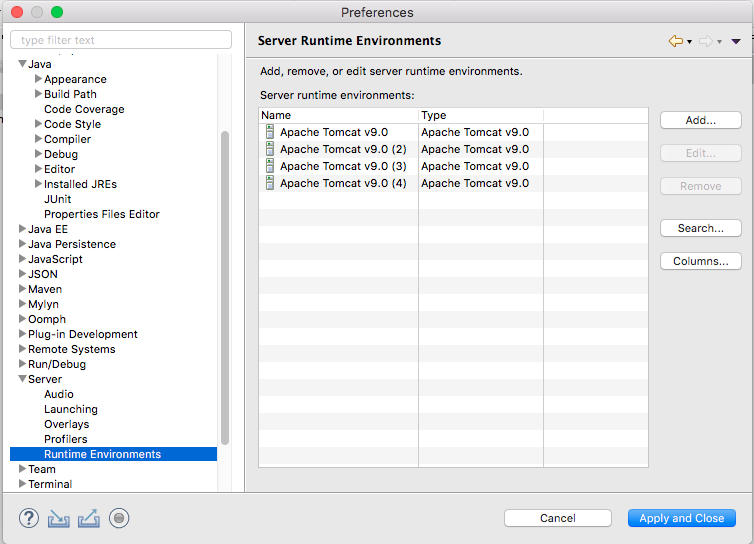 Preferences
type filter text
Java
Appearance
Build Path
Code Coverage
Code Style
Compiler
Debug
Editor
Installed JREs
JUnit
Properties Files Editor
Java EE
Java Persistence
JavaScript
JSON
Maven
Mylyn
Oomph
Plug-in Development
Remote Systems
Run/Debug
Server
Audio
Launching
Overlays
Profilers
Runtime Environments
Team
Terminal
Server Runtime Environments
Add, remove, or edit server runtime environments.
Server runtime environments:
Name Type
Apache Tomcat v9.0 Apache Tomcat v9.0
Apache Tomcat v9.0 (2) Apache Tomcat v9.0
Apache Tomcat v9.0 (3) Apache Tomcat v9.0
Apache Tomcat v9.0 (4) Apache Tomcat v9.0
Add...
Edit...
Remove
Search...
Columns...
?
Cancel
Apply and Close